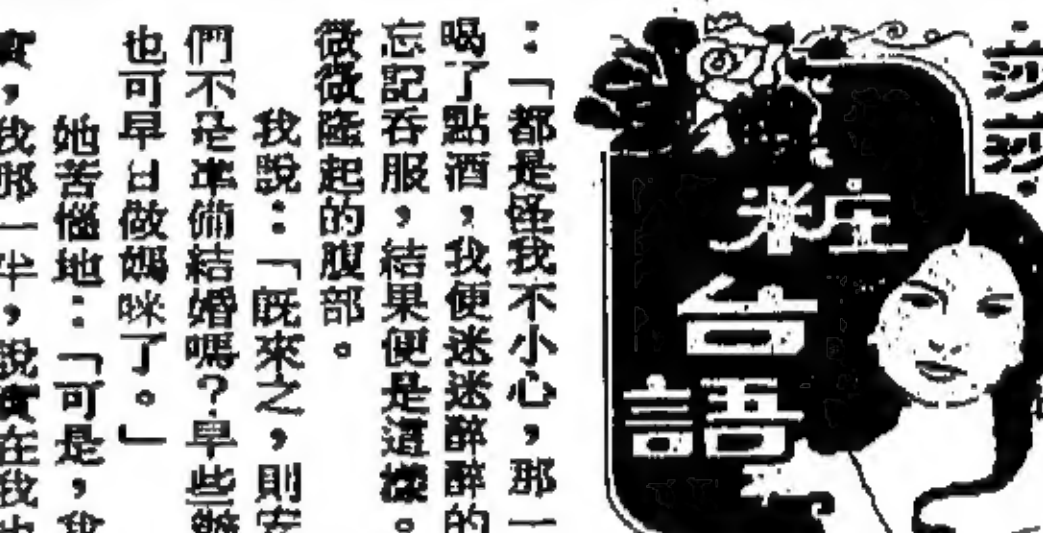 ·莎莎·
粧台語
：「都是怪我不小心，那一
喝了點酒，我便迷迷醉醉的
忘記吞服，結果便是這樣。
微微隆起的腹部。
我說：「既來之，則安
們不是準備結婚嗎？早些
也可早日做媽咪了。」
她苦惱地：「可是，我
，我那一半，說實在我